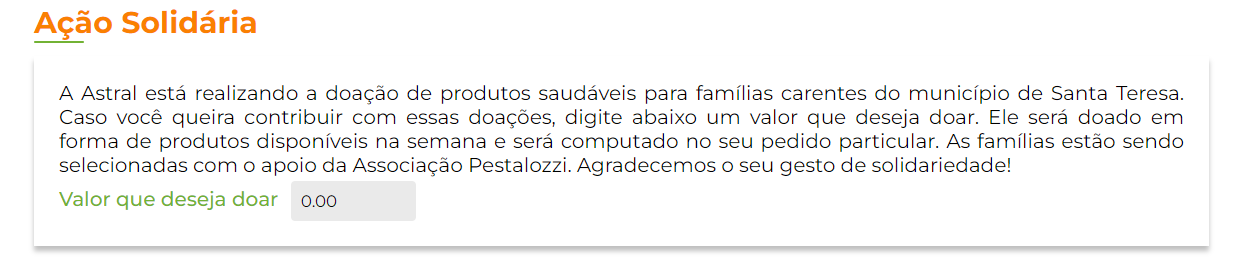 Ação Solidária
A Astral está realizando a doação de produtos saudáveis para famílias carentes do município de Santa Teresa.
Caso você queira contribuir com essas doações, digite abaixo um valor que deseja doar. Ele será doado em
forma de produtos disponíveis na semana e será computado no seu pedido particular. As famílias estão sendo
selecionadas com o apoio da Associação Pestalozzi. Agradecemos o seu gesto de solidariedade!
Valor que deseja doar 0.00